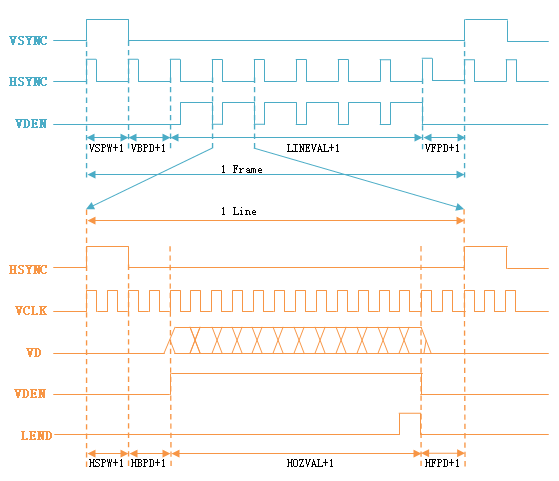 VSYNC
HSYNC
VDEN
VSPW+1 VBPD+1 LINEVAL+1 VFPD+1
1 Frame
1 Line
HSYNC
VCLK
VD
VDEN
LEND
HSPW+1 HBPD+1 HOZVAL+1 HFPD+1